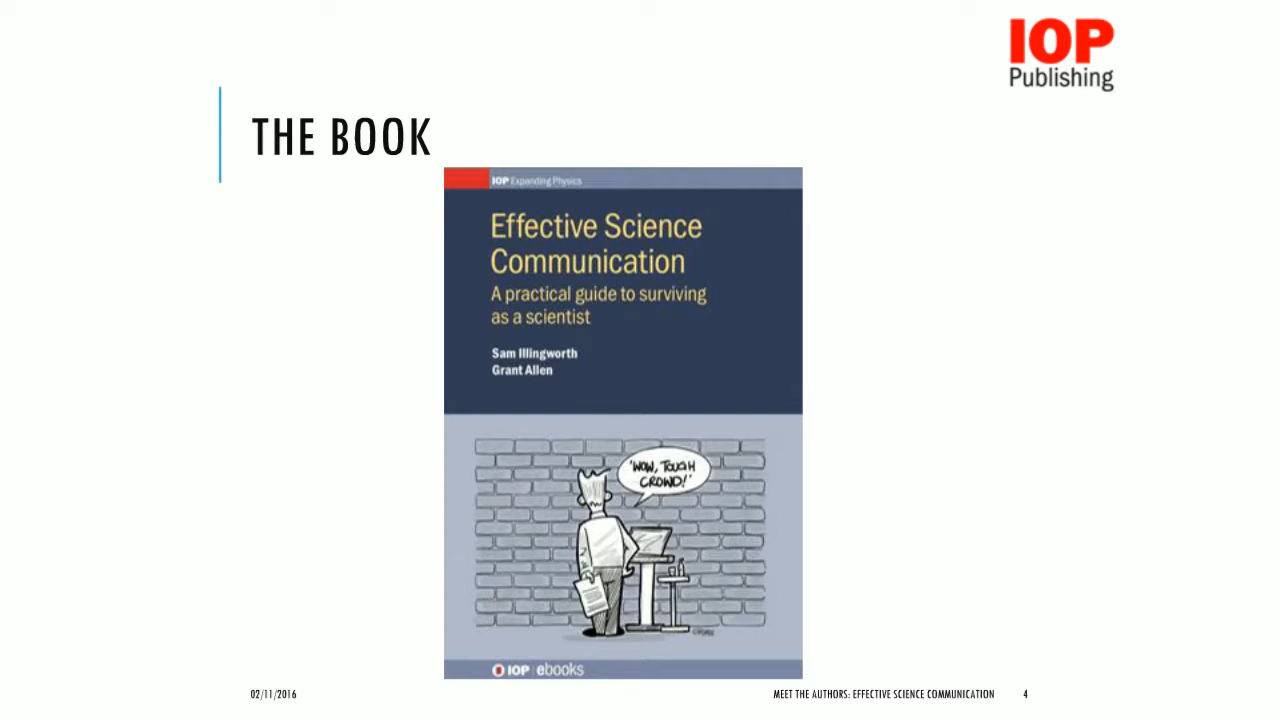 IOP
Publishing
THE BOOK
IOP Expanding Physics
Effective Science
Communication
A practical guide to surviving
as a scientist
Sam Illingworth
Grant Allen
'WOW, TOUGH
CROWD!'
IOP ebooks
02/11/2016
MEET THE AUTHORS: EFFECTIVE SCIENCE COMMUNICATION
4